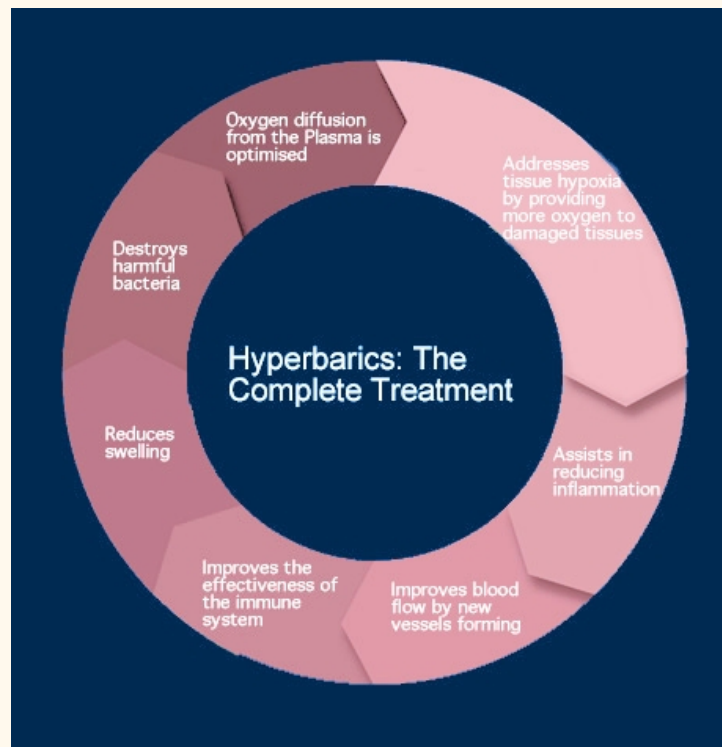 Hyperbarics: The
Complete Treatment
Addresses
tissue hypoxia
by providing
more oxygen to
damaged tissues
Assists in
reducing
inflammation
Improves blood
flow by new
vessels forming
Improves the
effectiveness of
the immune
system
Reduces
swelling
Destroys
harmful
bacteria
Oxygen diffusion
from the Plasma is
optimised